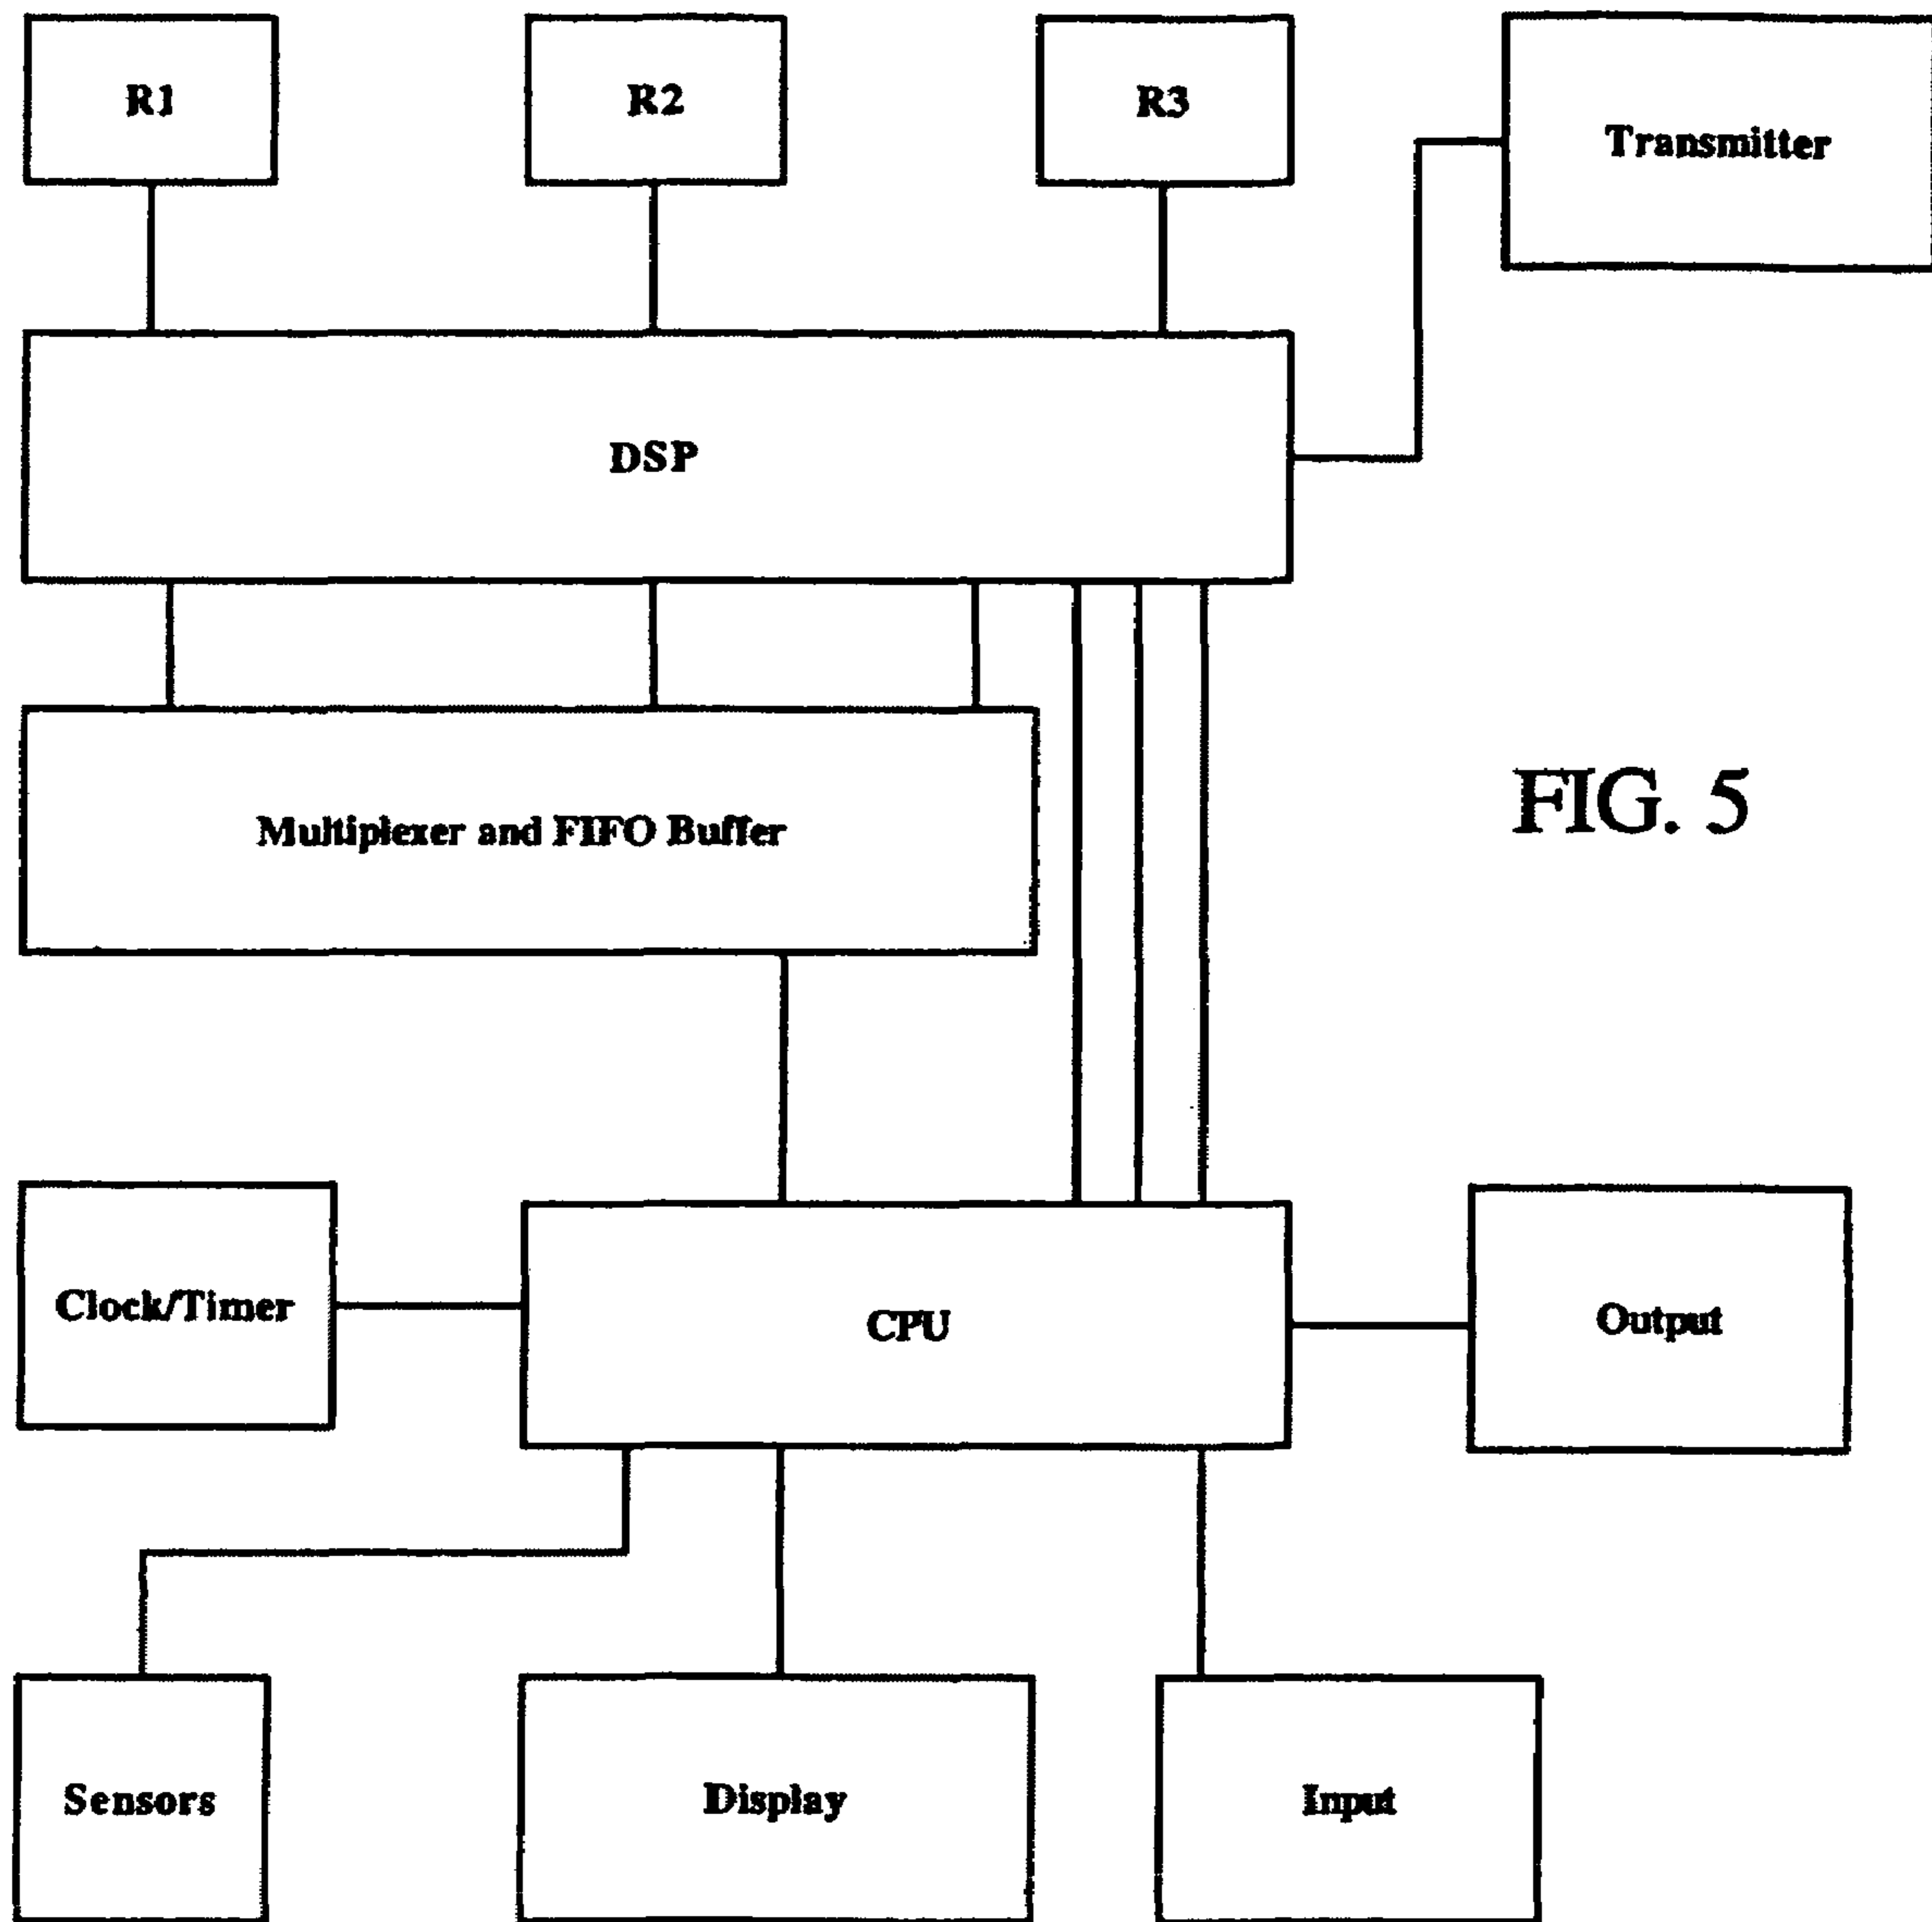 R1
R2
R3
Transmitter
DSP
Multiplexer and FIFO Buffer
FIG. 5
Clock/Timer
CPU
Output
Sensors
Display
Input